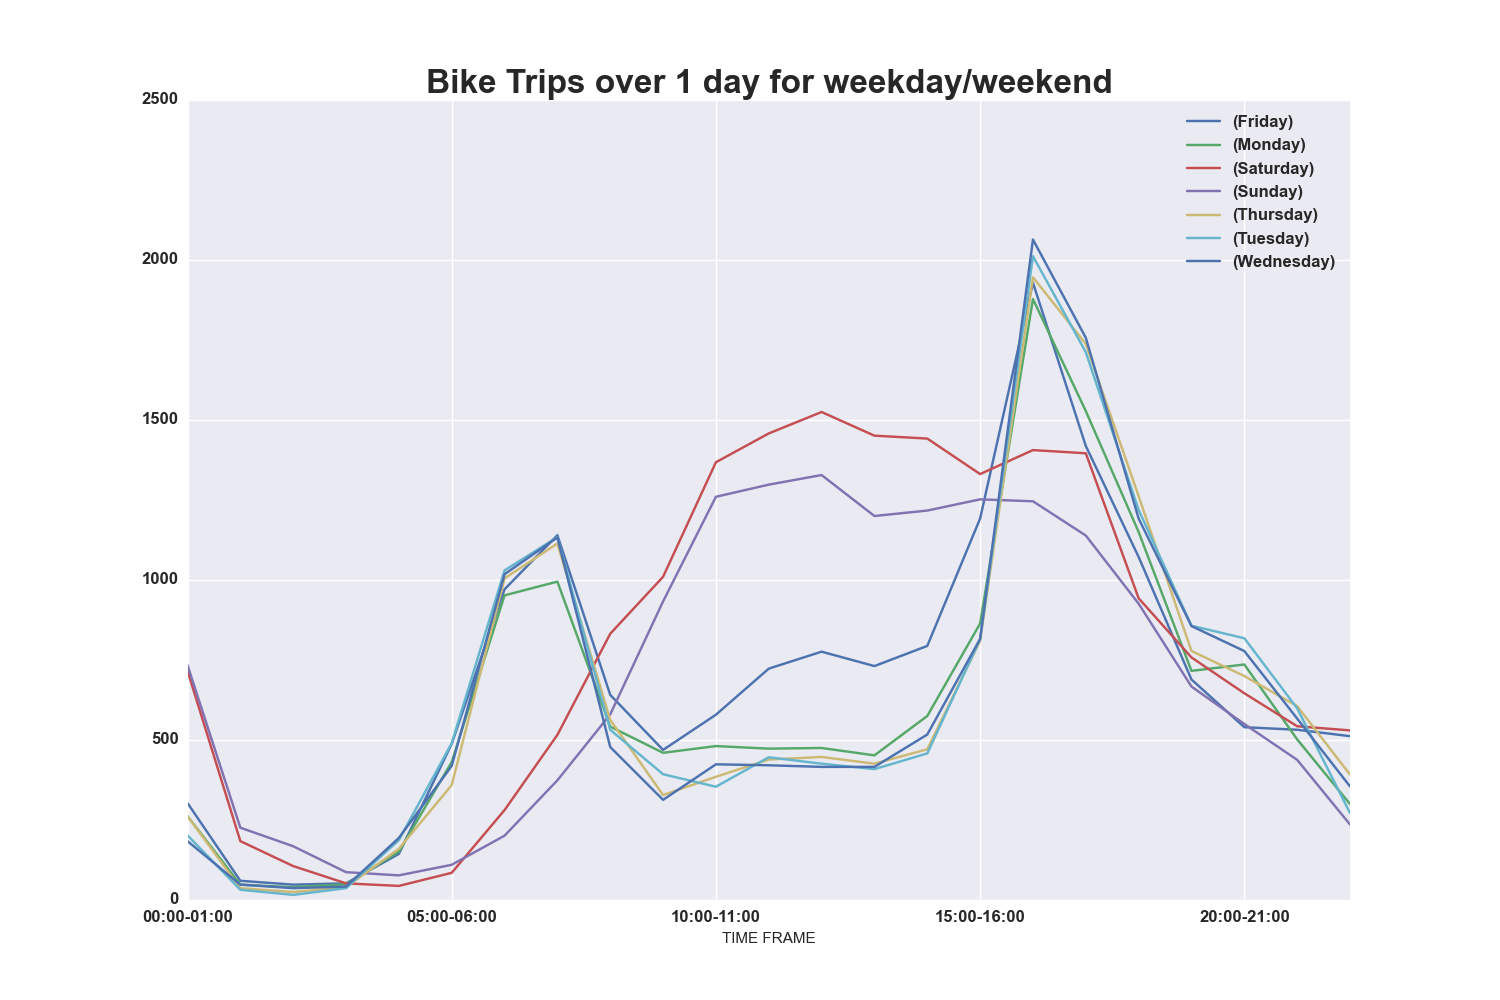 Bike Trips over 1 day for weekday/weekend
2500
2000
1500
1000
500
0
(Friday)
(Monday)
(Saturday)
(Sunday)
(Thursday)
(Tuesday)
(Wednesday)
00:00-01:00 05:00-06:00 10:00-11:00 15:00-16:00 20:00-21:00
TIME FRAME